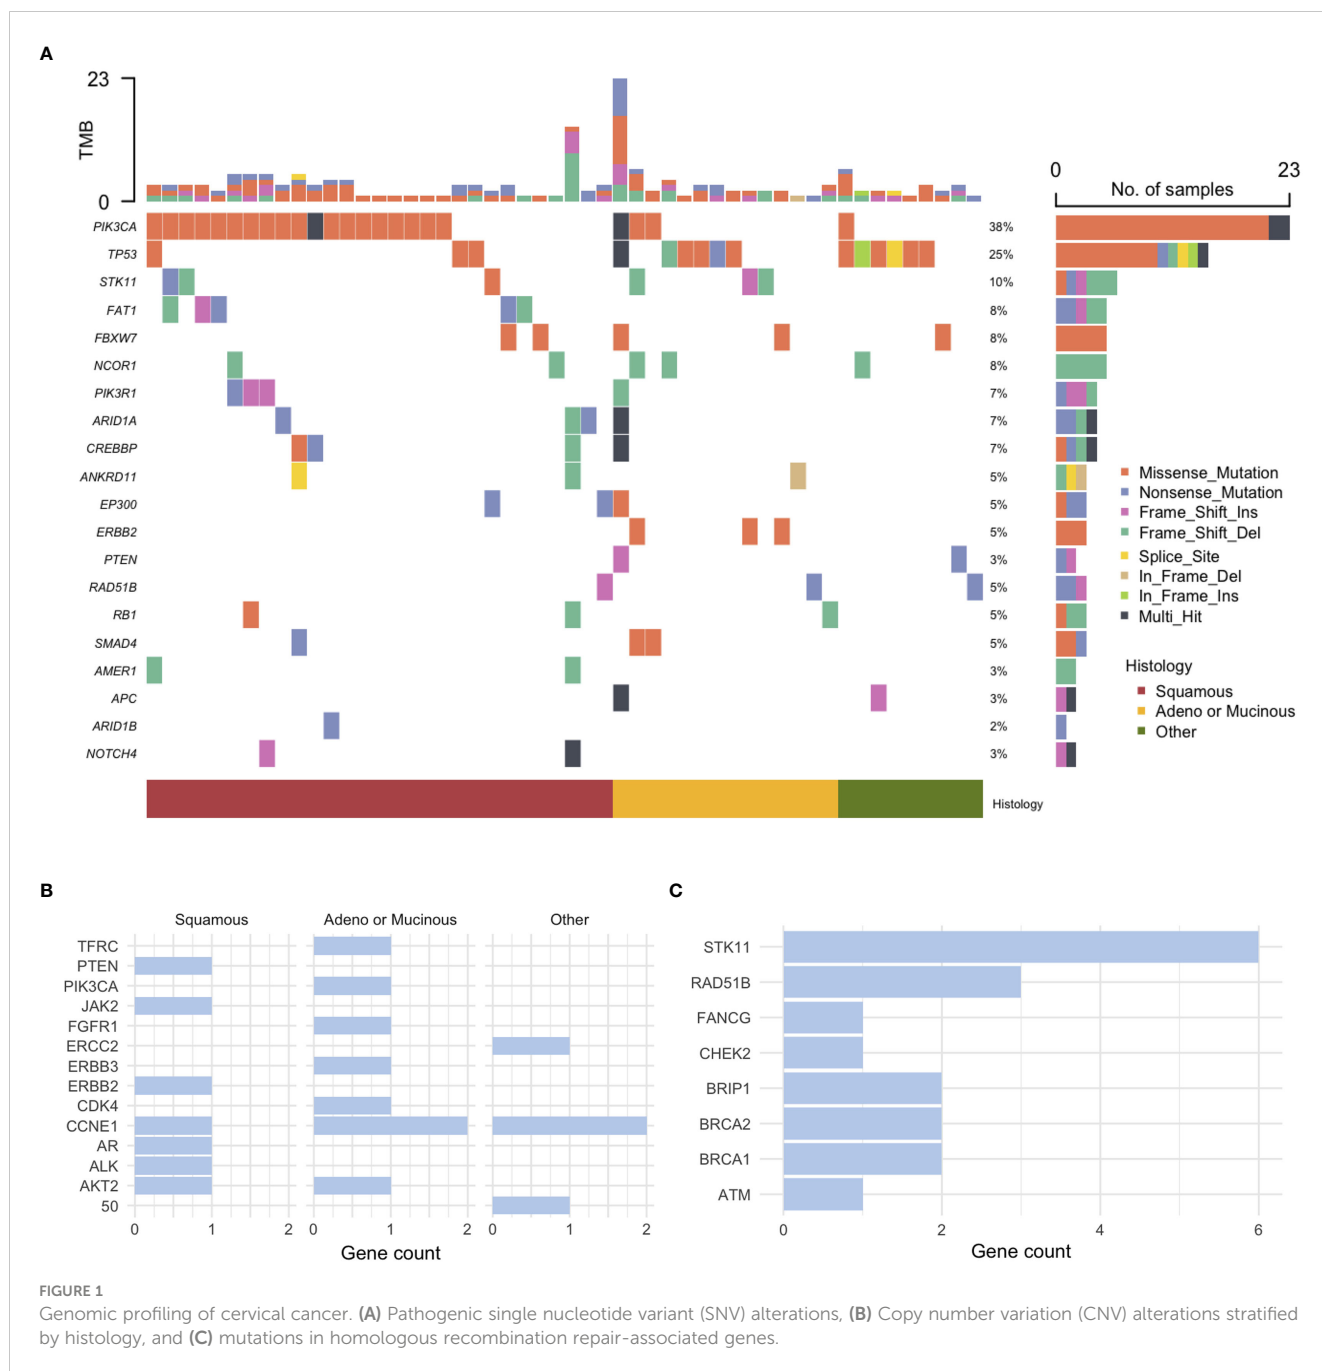 A
23
TMB
0
0
23
No. of samples
PIK3CA
38%
TP53
25%
STK11
10%
FAT1
8%
FBXW7
8%
NCOR1
8%
PIK3R1
7%
ARID1A
7%
CREBBP
7%
ANKRD11
5%
EP300
5%
ERBB2
5%
PTEN
3%
RAD51B
5%
RB1
5%
SMAD4
5%
AMER1
3%
APC
3%
ARID1B
2%
NOTCH4
3%
Missense_Mutation
Nonsense_Mutation
Frame_Shift_Ins
Frame_Shift_Del
Splice_Site
In_Frame_Del
In_Frame_Ins
Multi_Hit
Histology
Squamous
Adeno or Mucinous
Other
Histology
B
Squamous
Adeno or Mucinous
Other
TFRC
PTEN
PIK3CA
JAK2
FGFR1
ERCC2
ERBB3
ERBB2
CDK4
CCNE1
AR
ALK
AKT2
50
0 1 2 0 1 2 0 1 2
Gene count
C
STK11
RAD51B
FANCG
CHEK2
BRIP1
BRCA2
BRCA1
ATM
0 2 4 6
Gene count
FIGURE 1
Genomic profiling of cervical cancer. (A) Pathogenic single nucleotide variant (SNV) alterations, (B) Copy number variation (CNV) alterations stratified
by histology, and (C) mutations in homologous recombination repair-associated genes.